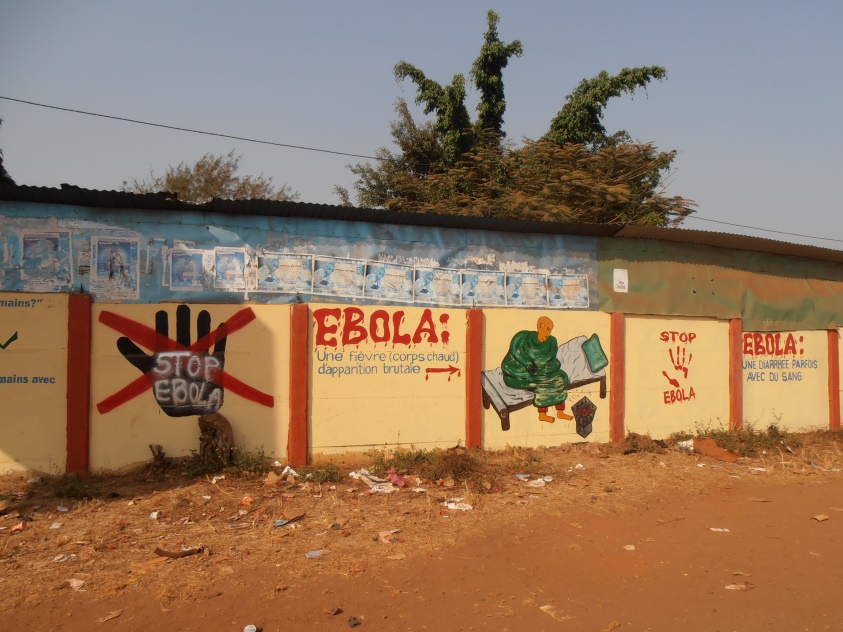 mains?"
mains avec
STOP
EBOLA
EBOLA:
Une fièvre (corps chaud)
d'apparition brutale
STOP
EBOLA
EBOLA:
UNE DIARRHÉE PARFOIS
AVEC DU SANG